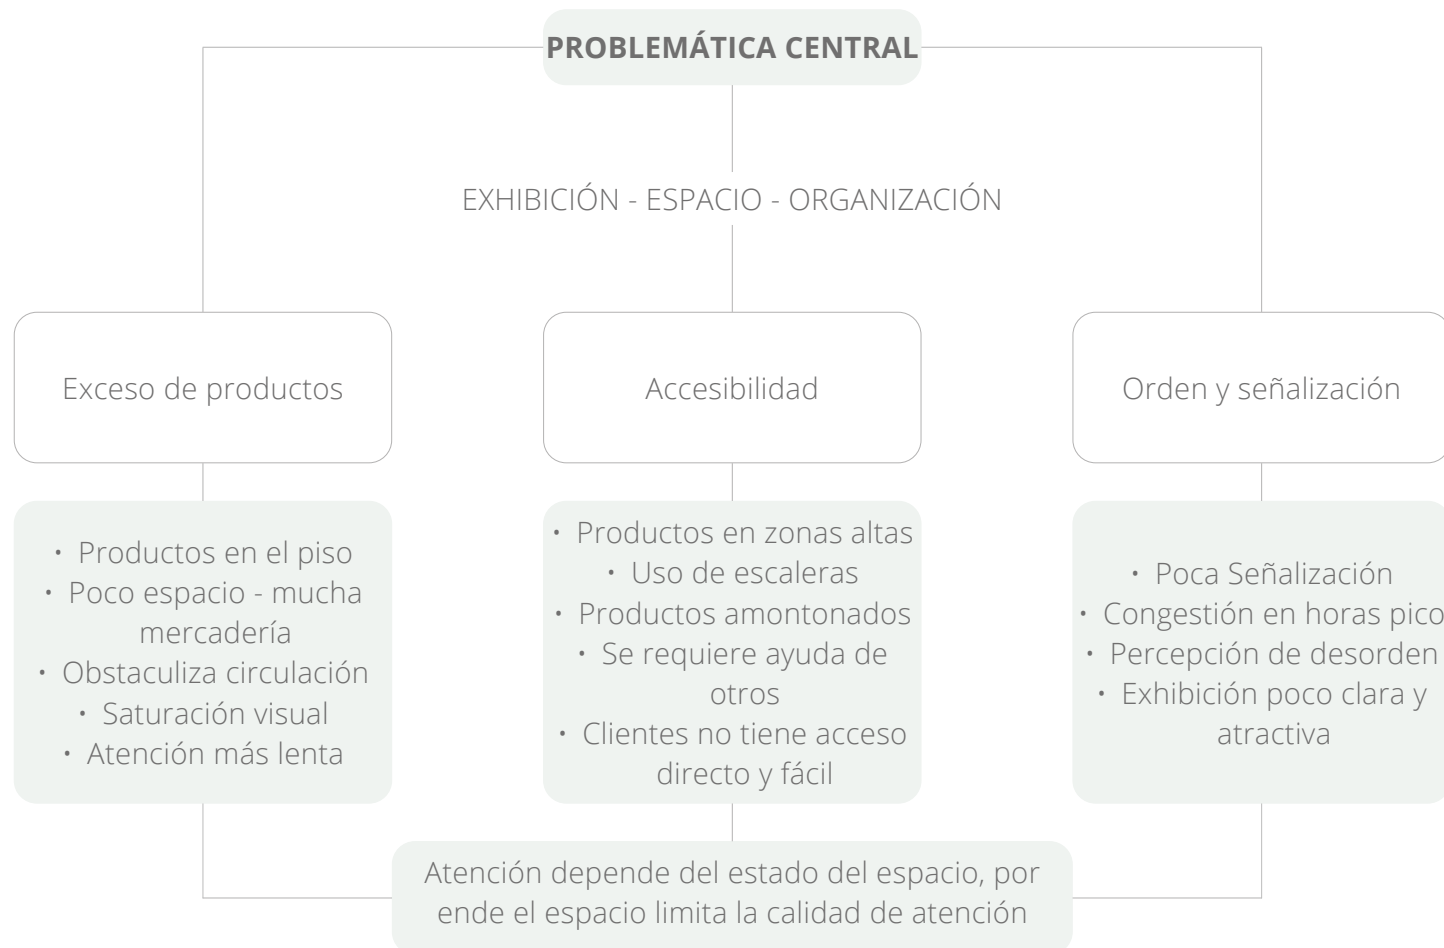 PROBLEMÁTICA CENTRAL
EXHIBICIÓN - ESPACIO - ORGANIZACIÓN
Exceso de productos
Accesibilidad
Orden y señalización
• Productos en el piso
• Poco espacio - mucha
mercadería
• Obstaculiza circulación
• Saturación visual
• Atención más lenta
• Productos en zonas altas
• Uso de escaleras
• Productos amontonados
• Se requiere ayuda de
otros
• Clientes no tiene acceso
directo y fácil
• Poca Señalización
• Congestión en horas pico
• Percepción de desorden
• Exhibición poco clara y
atractiva
Atención depende del estado del espacio, por
ende el espacio limita la calidad de atención